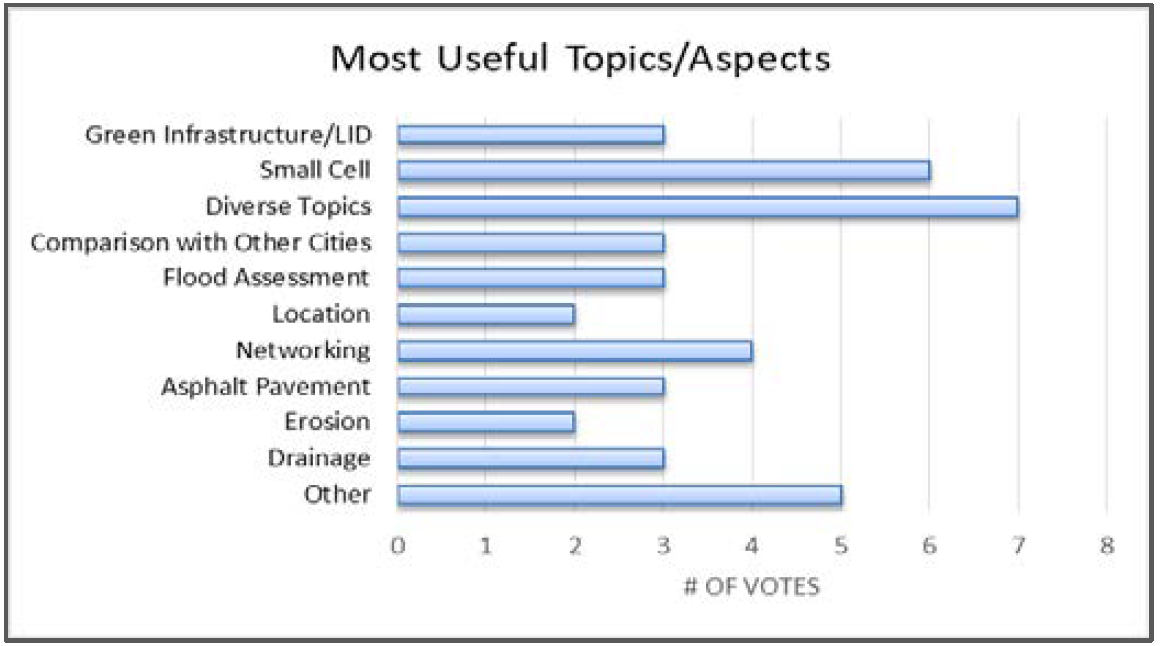 Most Useful Topics/Aspects
Green Infrastructure/LID
Small Cell
Diverse Topics
Comparison with Other Cities
Flood Assessment
Location
Networking
Asphalt Pavement
Erosion
Drainage
Other
0 1 2 3 4 5 6 7 8
# OF VOTES